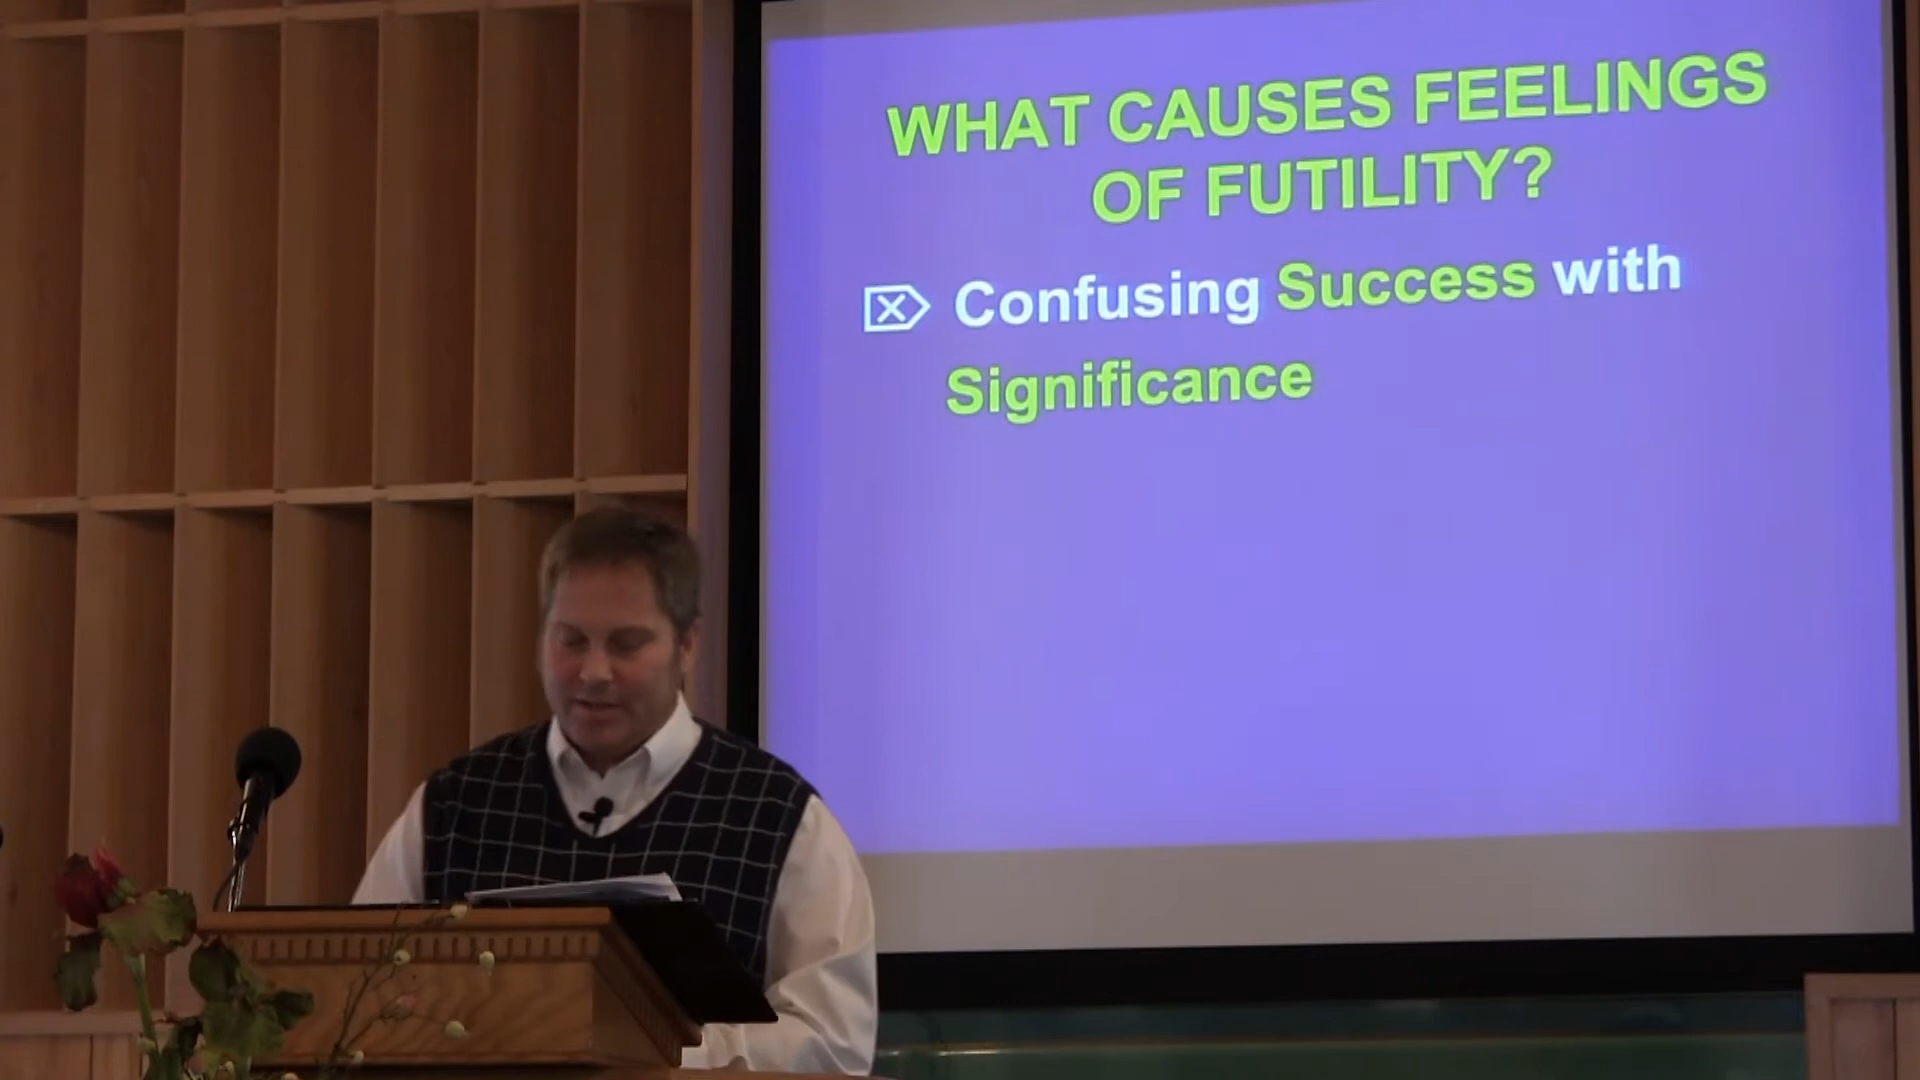 WHAT CAUSES FEELINGS
OF FUTILITY?
Confusing Success with
Significance